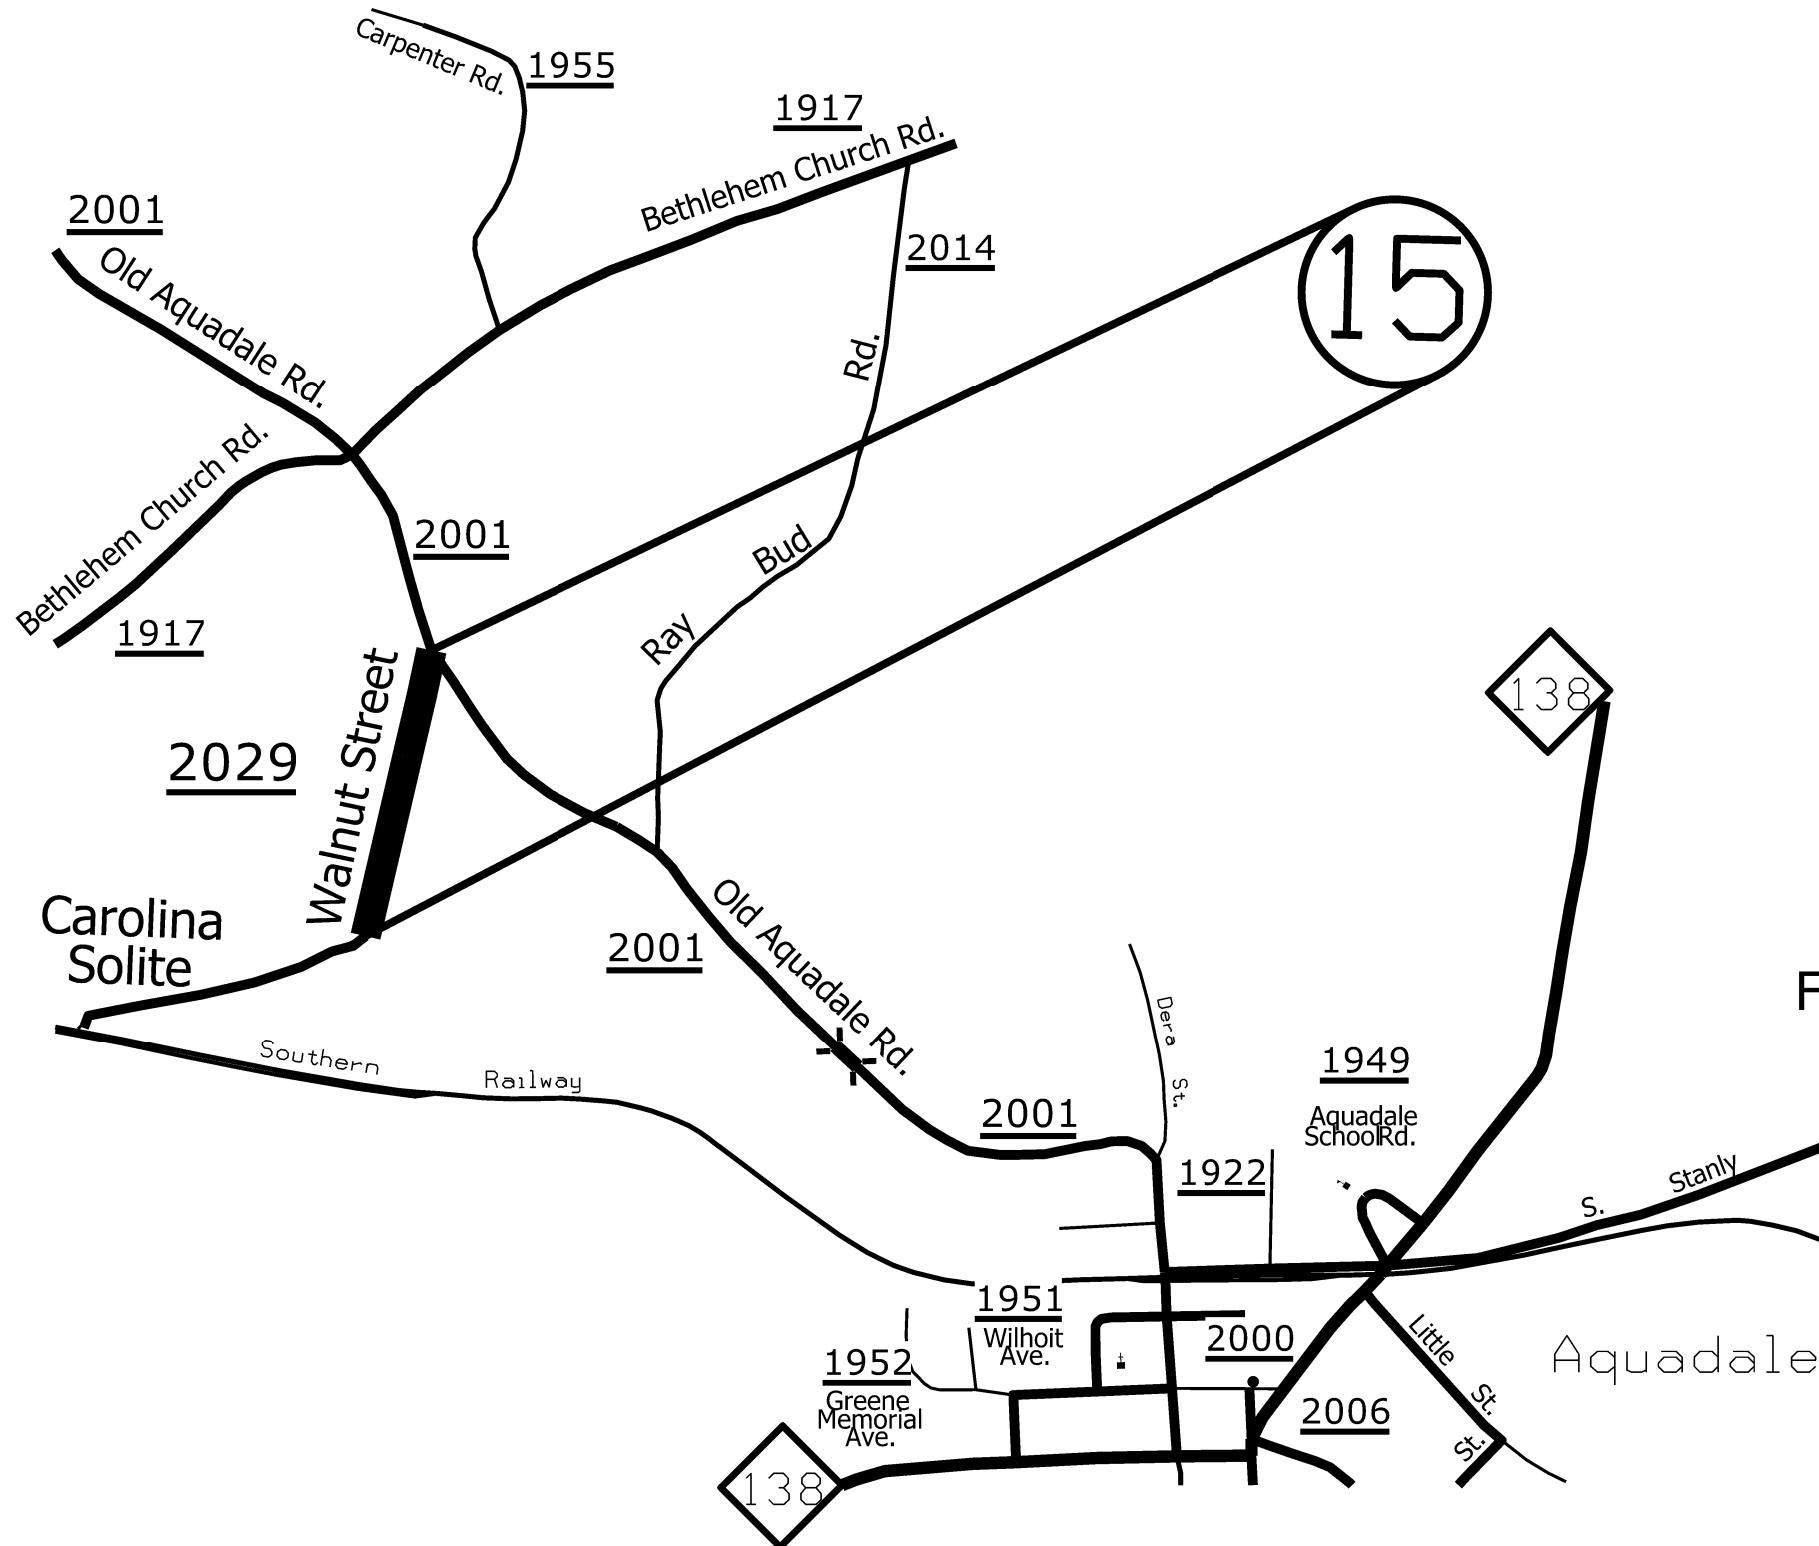 Carpenter Rd.
1955
1917
Bethlehem Church Rd.
2001
Old Aquadale Rd.
2014
15
Ray Bud Rd.
Bethlehem Church Rd.
1917
2001
138
2029
Walnut Street
Carolina
Solite
2001
Old Aquadale Rd.
Southern Railway
Dera St.
F
1949
Aquadale
School Rd.
2001
1922
S. Stanly
1951
Wilhoit
Ave.
2000
Little St.
Aquadale
1952
Greene
Memorial
Ave.
2006
St.
138